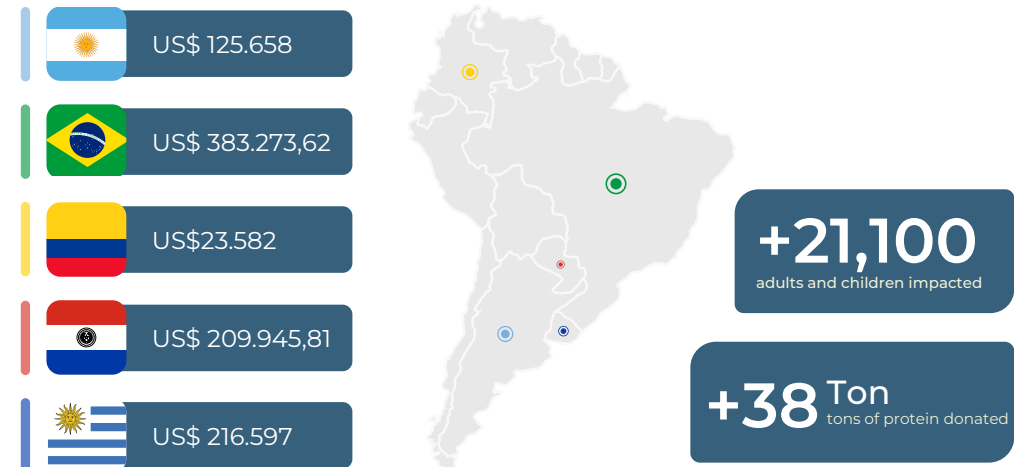 US$ 125.658
US$ 383.273,62
US$23.582
US$ 209.945,81
US$ 216.597
+21,100
adults and children impacted
+38 Ton
tons of protein donated